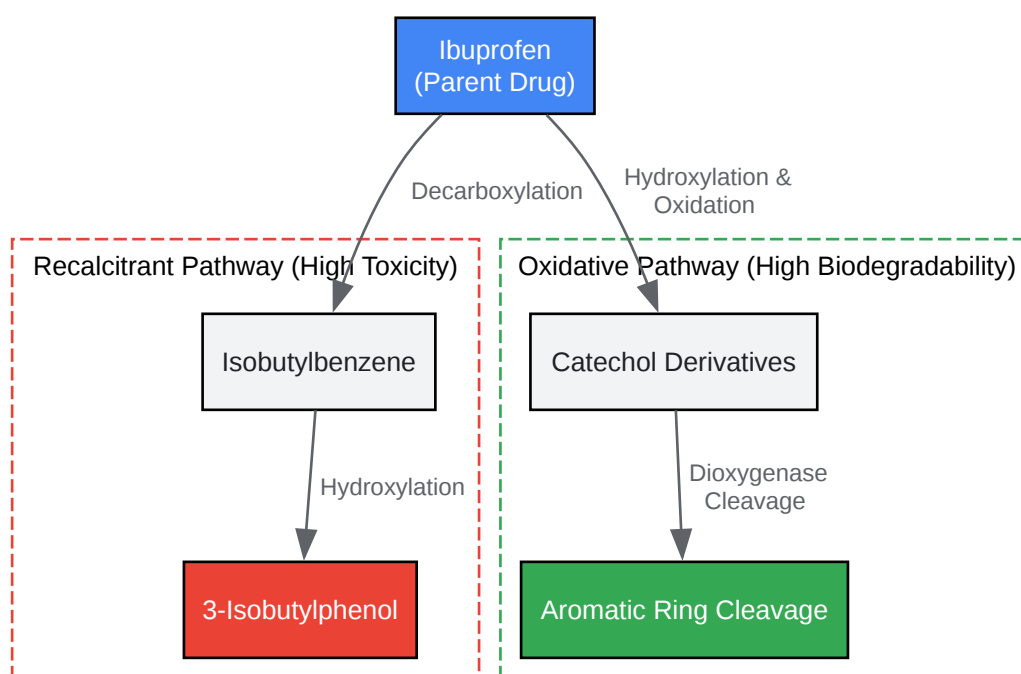 Ibuprofen
(Parent Drug)
Decarboxylation
Hydroxylation &
Oxidation
Recalcitrant Pathway (High Toxicity)
Oxidative Pathway (High Biodegradability)
Isobutylbenzene
Catechol Derivatives
Hydroxylation
Dioxygenase
Cleavage
3-Isobutylphenol
Aromatic Ring Cleavage